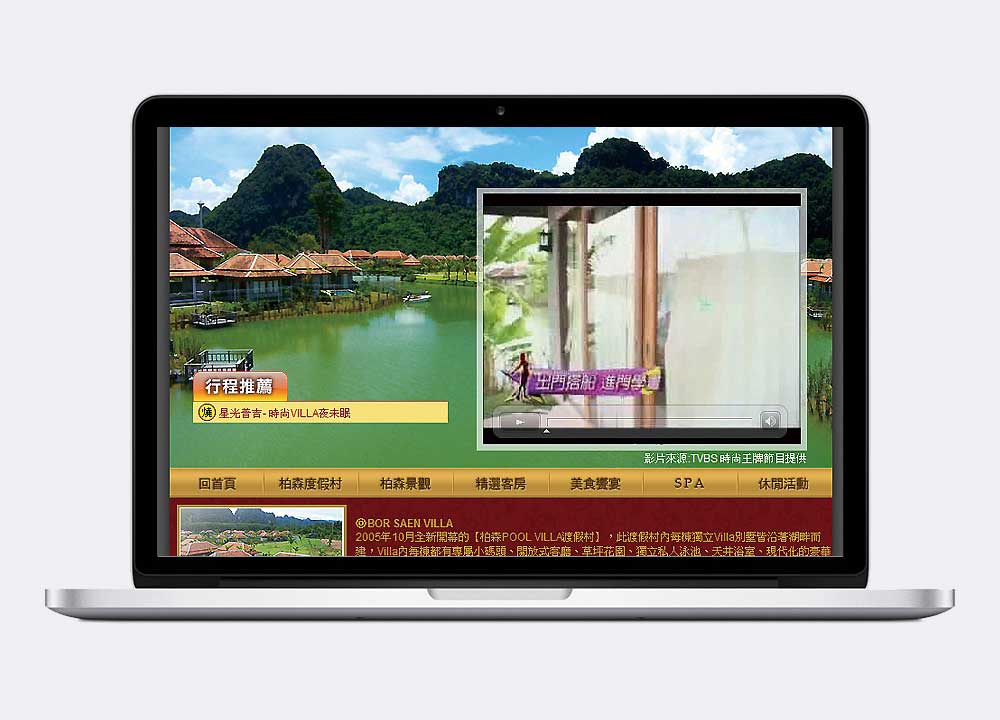 出門搭船 進門學畫
行程推薦
燒 星光普吉-時尚VILLA夜未眠
影片來源:TVBS 時尚王牌節目提供
回首頁 柏森度假村 柏森景觀 精選客房 美食饗宴 SPA 休閒活動
◎BOR SAEN VILLA
2005年10月全新開幕的【柏森POOL VILLA渡假村】，此渡假村內每棟獨立Villa別墅皆沿著湖畔而
建，Villa內每棟都有專屬小碼頭、開放式客廳、草坪花園、獨立私人泳池、天井浴室、現代化的豪華